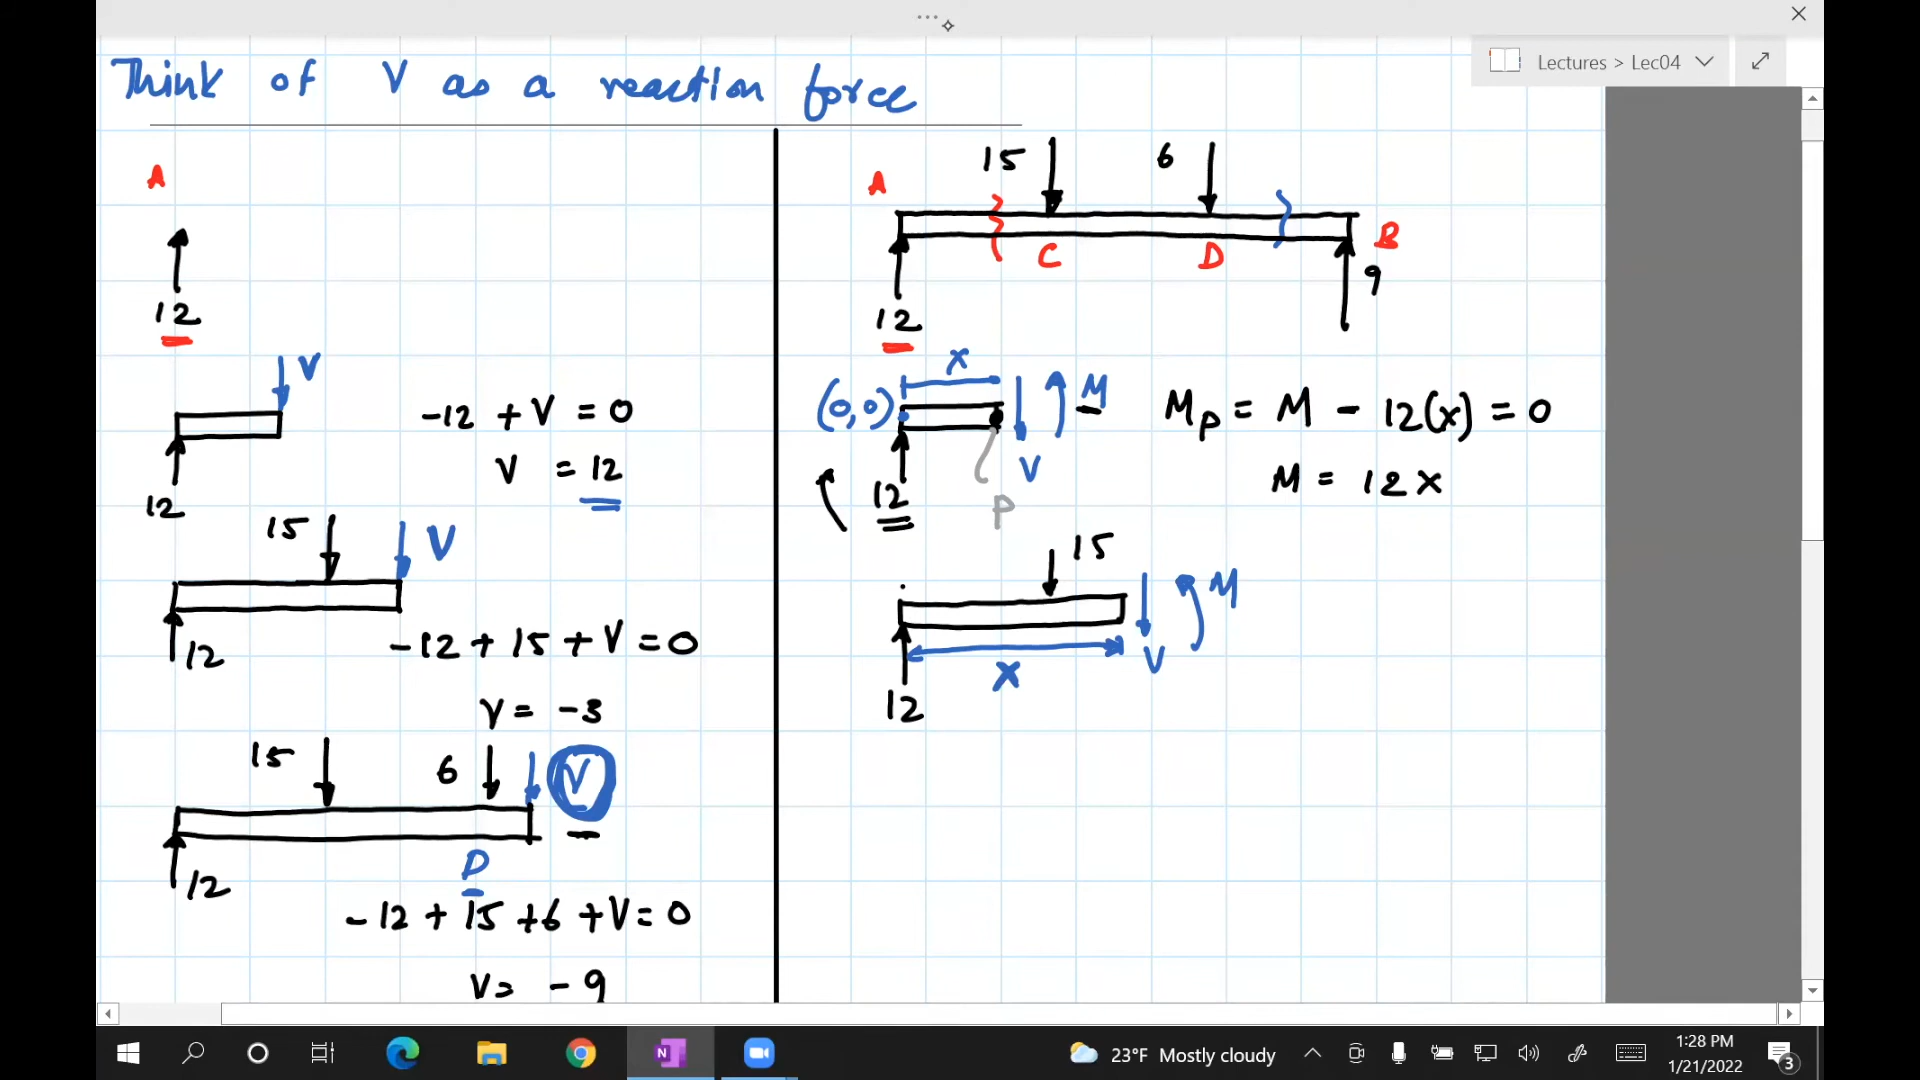 Lectures > Lec04
Think of V as a reaction force
A
12
V
12
-12 + V = 0
V = 12
15
V
12
-12 + 15 + V = 0
V = -3
15
6
V
12
D
-12 + 15 + 6 + V = 0
V = -9
15
6
A
C
D
B
9
12
x
(0,0)
M
V
12
P
Mp = M - 12(x) = 0
M = 12x
15
M
V
x
12
23°F Mostly cloudy
1:28 PM
1/21/2022
3